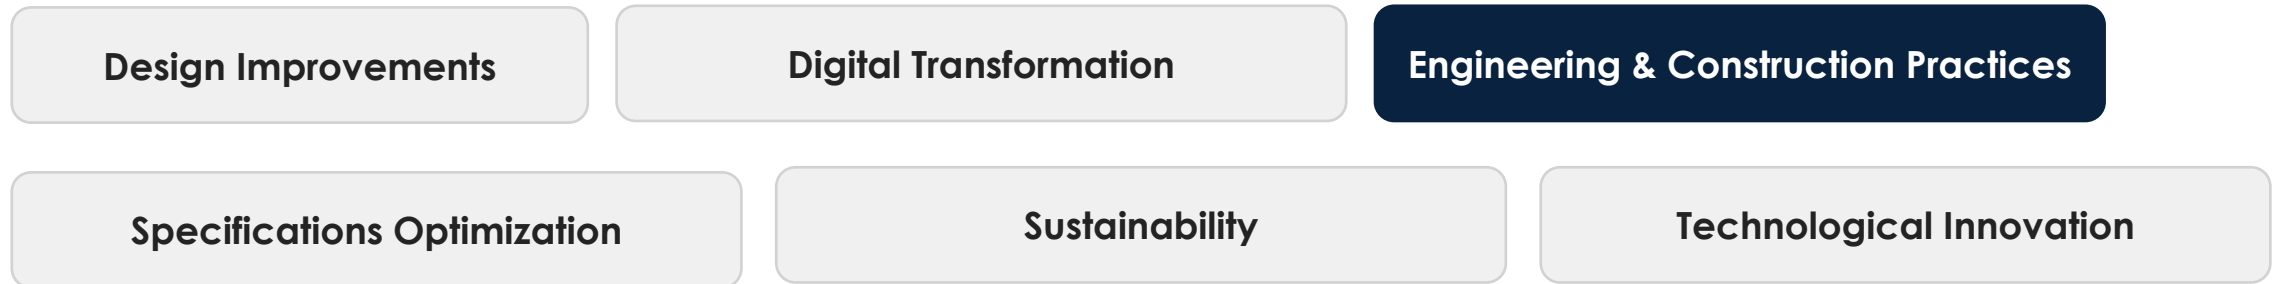 Design Improvements
Digital Transformation
Engineering & Construction Practices
Specifications Optimization
Sustainability
Technological Innovation